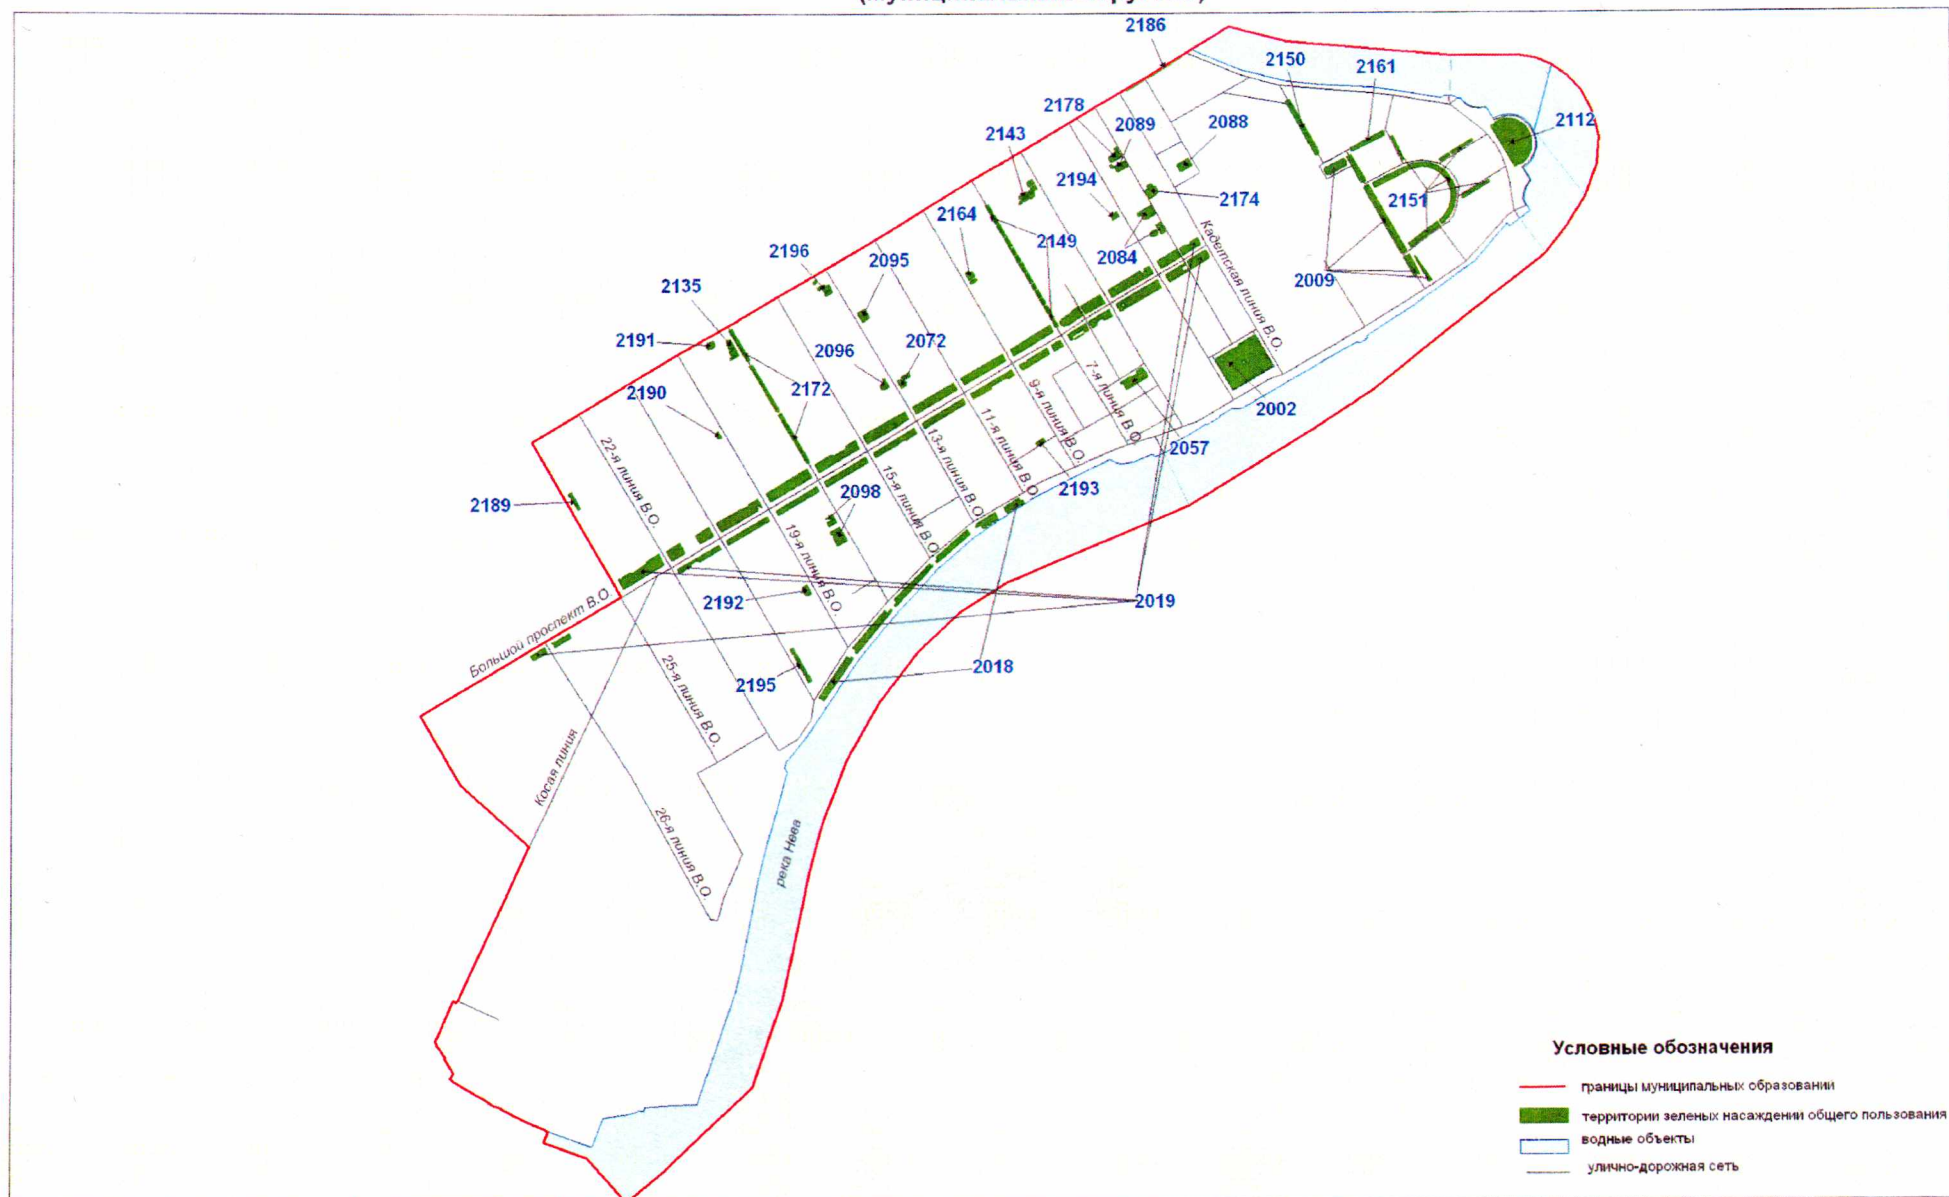 2186
2150
2161
2178
2089
2088
2112
2143
2194
2174
2151
2164
2149
2084
Кадетская линия В.О.
2009
2196
2095
2135
2191
2096
2072
2190
2172
7-я линия В.О.
9-я линия В.О.
2002
11-я линия В.О.
13-я линия В.О.
2057
22-я линия В.О.
15-я линия В.О.
2193
2189
2098
19-я линия В.О.
2192
2019
Большой проспект В.О.
2018
25-я линия В.О.
2195
Косая линия
26-я линия В.О.
река Нева
Условные обозначения
границы муниципальных образовании
территории зеленых насаждении общего пользования
водные объекты
улично-дорожная сеть